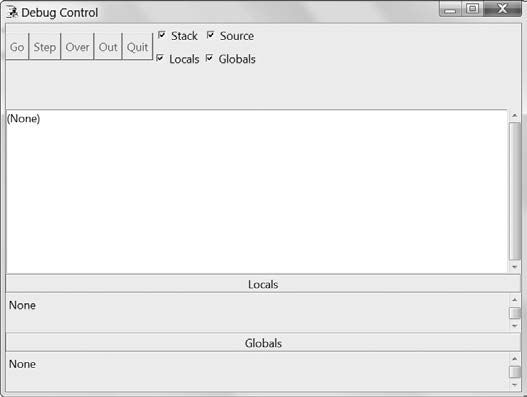 Debug Control
Go Step Over Out Quit
Stack Source
Locals Globals
(None)
Locals
None
Globals
None